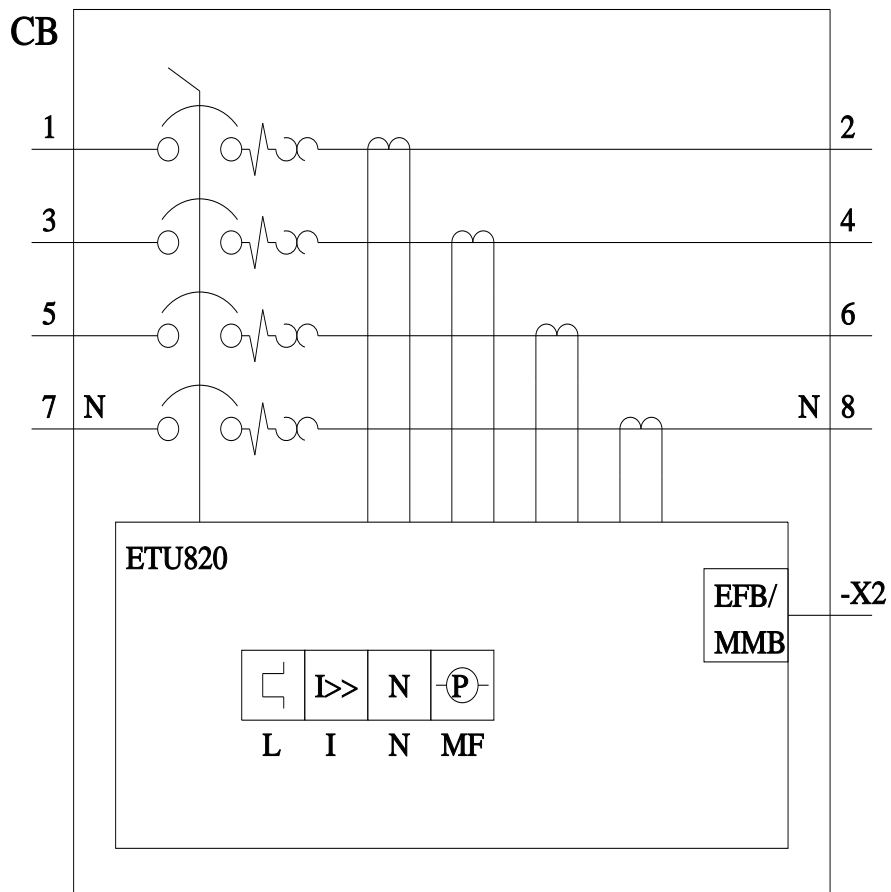 CB
1 2
3 4
5 6
7 N N 8
ETU820
EFB/ -X2
MMB
I>> N P
L I N MF